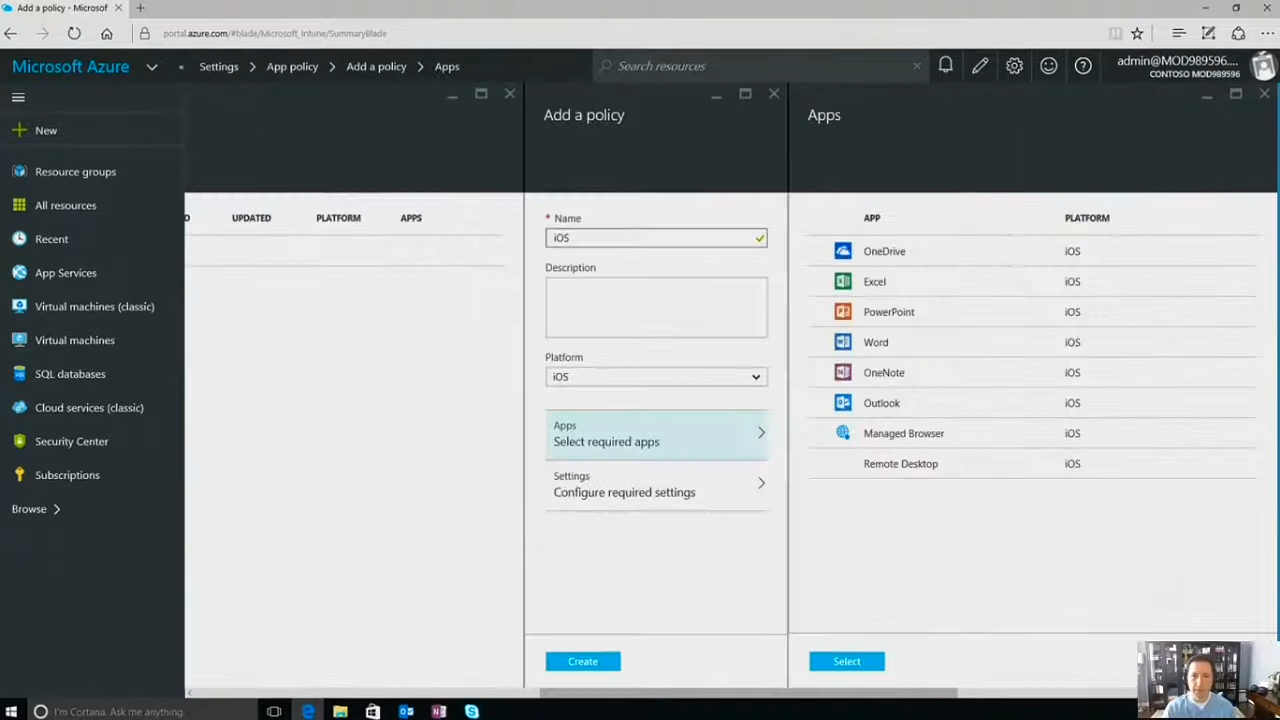 Add a policy - Microsof
portal.azure.com/#blade/Microsoft_Intune/SummaryBlade
Microsoft Azure
Settings
App policy
Add a policy
Apps
Search resources
admin@MOD989596....
CONTOSO MOD989596
New
Resource groups
All resources
Recent
App Services
Virtual machines (classic)
Virtual machines
SQL databases
Cloud services (classic)
Security Center
Subscriptions
Browse
D UPDATED PLATFORM APPS
Add a policy
* Name
iOS
Description
Platform
iOS
Apps
Select required apps
Settings
Configure required settings
Create
Apps
APP PLATFORM
OneDrive iOS
Excel iOS
PowerPoint iOS
Word iOS
OneNote iOS
Outlook iOS
Managed Browser iOS
Remote Desktop iOS
Select
I'm Cortana. Ask me anything.